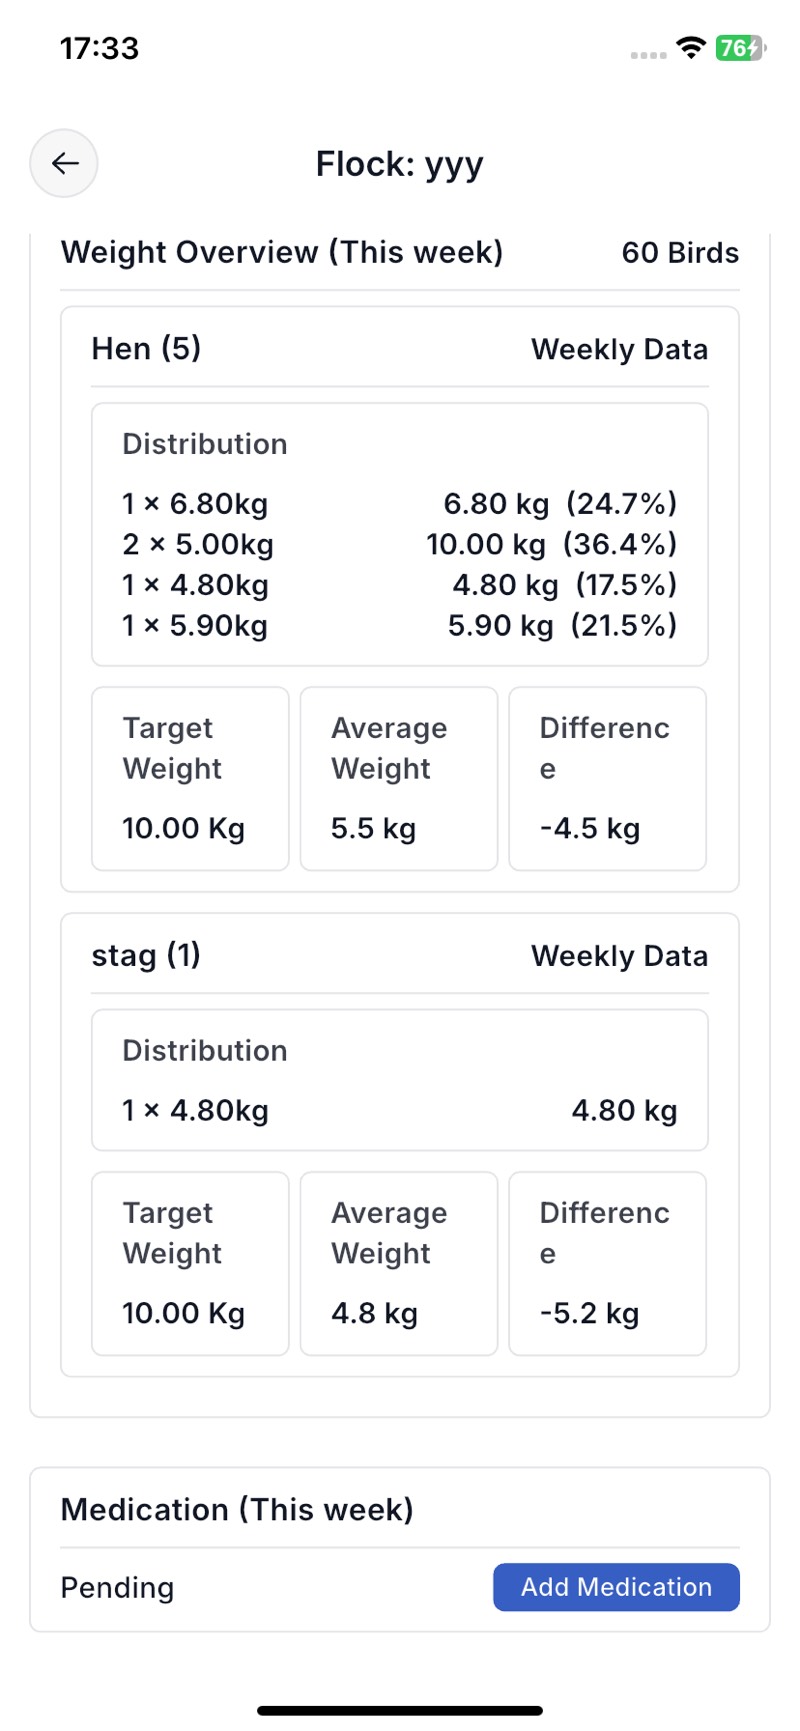 17:33
76
Flock: yyy
Weight Overview (This week) 60 Birds
Hen (5) Weekly Data
Distribution
1 × 6.80kg 6.80 kg (24.7%)
2 × 5.00kg 10.00 kg (36.4%)
1 × 4.80kg 4.80 kg (17.5%)
1 × 5.90kg 5.90 kg (21.5%)
Target
Weight
10.00 Kg
Average
Weight
5.5 kg
Differenc
e
-4.5 kg
stag (1) Weekly Data
Distribution
1 × 4.80kg 4.80 kg
Target
Weight
10.00 Kg
Average
Weight
4.8 kg
Differenc
e
-5.2 kg
Medication (This week)
Pending Add Medication